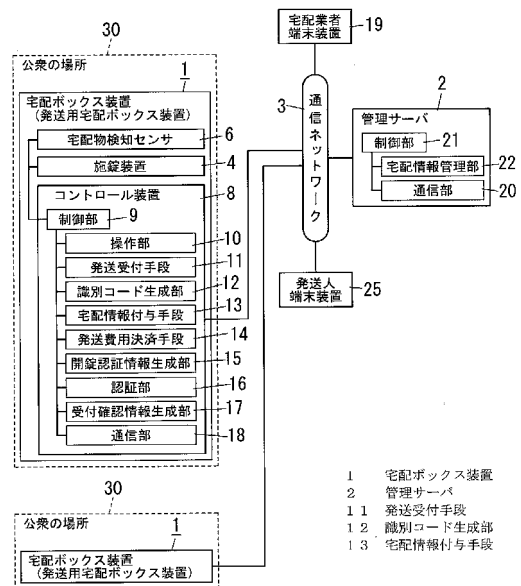 30
公衆の場所
1
宅配ボックス装置
(発送用宅配ボックス装置)
宅配物検知センサ
6
施錠装置
4
コントロール装置
8
制御部
9
操作部
10
発送受付手段
11
識別コード生成部
12
宅配情報付与手段
13
発送費用決済手段
14
開錠認証情報生成部
15
認証部
16
受付確認情報生成部
17
通信部
18
30
公衆の場所
1
宅配ボックス装置
(発送用宅配ボックス装置)
宅配業者
端末装置
19
3
通信ネットワーク
2
管理サーバ
制御部
21
宅配情報管理部
22
通信部
20
発送人
端末装置
25
1 宅配ボックス装置
2 管理サーバ
11 発送受付手段
12 識別コード生成部
13 宅配情報付与手段